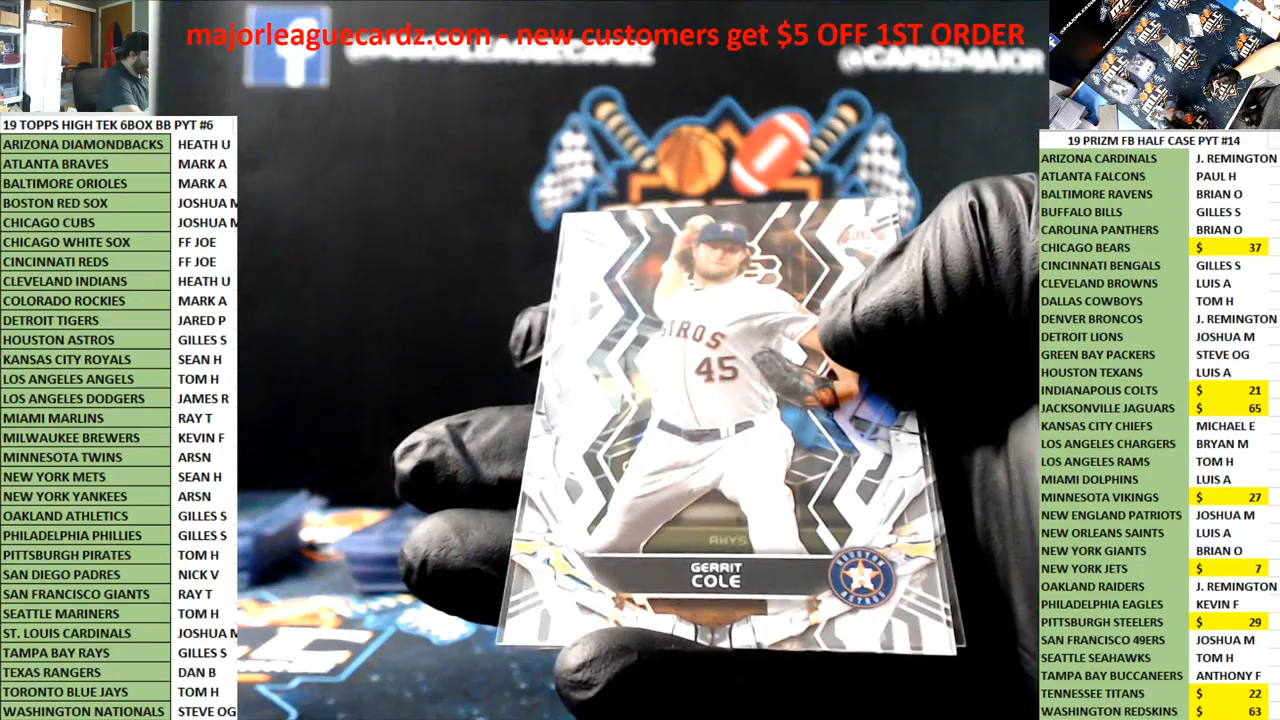 majorleaguecardz.com - new customers get $5 OFF 1ST ORDER
19 TOPPS HIGH TEK 6BOX BB PYT #6
ARIZONA DIAMONDBACKS HEATH U
ATLANTA BRAVES MARK A
BALTIMORE ORIOLES MARK A
BOSTON RED SOX JOSHUA M
CHICAGO CUBS JOSHUA M
CHICAGO WHITE SOX FF JOE
CINCINNATI REDS FF JOE
CLEVELAND INDIANS HEATH U
COLORADO ROCKIES MARK A
DETROIT TIGERS JARED P
HOUSTON ASTROS GILLES S
KANSAS CITY ROYALS SEAN H
LOS ANGELES ANGELS TOM H
LOS ANGELES DODGERS JAMES R
MIAMI MARLINS RAY T
MILWAUKEE BREWERS KEVIN F
MINNESOTA TWINS ARSN
NEW YORK METS SEAN H
NEW YORK YANKEES ARSN
OAKLAND ATHLETICS GILLES S
PHILADELPHIA PHILLIES GILLES S
PITTSBURGH PIRATES TOM H
SAN DIEGO PADRES NICK V
SAN FRANCISCO GIANTS RAY T
SEATTLE MARINERS TOM H
ST. LOUIS CARDINALS JOSHUA M
TAMPA BAY RAYS GILLES S
TEXAS RANGERS DAN B
TORONTO BLUE JAYS TOM H
WASHINGTON NATIONALS STEVE OG
@CARDZMAJOR
STROS
45
RHYS
GERRIT
COLE
HOUSTON
ASTROS
19 PRIZM FB HALF CASE PYT #14
ARIZONA CARDINALS J. REMINGTON
ATLANTA FALCONS PAUL H
BALTIMORE RAVENS BRIAN O
BUFFALO BILLS GILLES S
CAROLINA PANTHERS BRIAN O
CHICAGO BEARS $ 37
CINCINNATI BENGALS GILLES S
CLEVELAND BROWNS LUIS A
DALLAS COWBOYS TOM H
DENVER BRONCOS J. REMINGTON
DETROIT LIONS JOSHUA M
GREEN BAY PACKERS STEVE OG
HOUSTON TEXANS LUIS A
INDIANAPOLIS COLTS $ 21
JACKSONVILLE JAGUARS $ 65
KANSAS CITY CHIEFS MICHAEL E
LOS ANGELES CHARGERS BRYAN M
LOS ANGELES RAMS TOM H
MIAMI DOLPHINS LUIS A
MINNESOTA VIKINGS $ 27
NEW ENGLAND PATRIOTS JOSHUA M
NEW ORLEANS SAINTS LUIS A
NEW YORK GIANTS BRIAN O
NEW YORK JETS $ 7
OAKLAND RAIDERS J. REMINGTON
PHILADELPHIA EAGLES KEVIN F
PITTSBURGH STEELERS $ 29
SAN FRANCISCO 49ERS JOSHUA M
SEATTLE SEAHAWKS TOM H
TAMPA BAY BUCCANEERS ANTHONY F
TENNESSEE TITANS $ 22
WASHINGTON REDSKINS $ 63